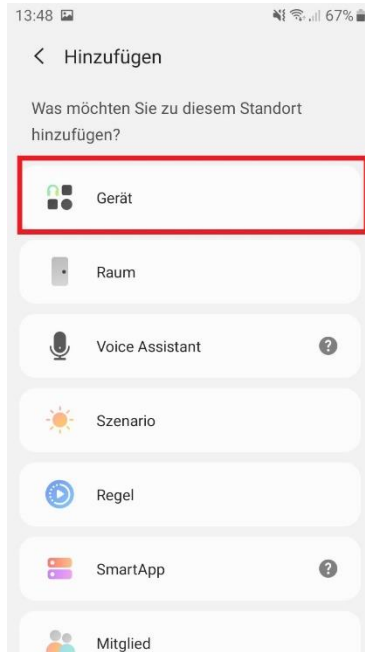 13:48 67%
Hinzufügen
Was möchten Sie zu diesem Standort
hinzufügen?
Gerät
Raum
Voice Assistant ?
Szenario
Regel
SmartApp ?
Mitglied